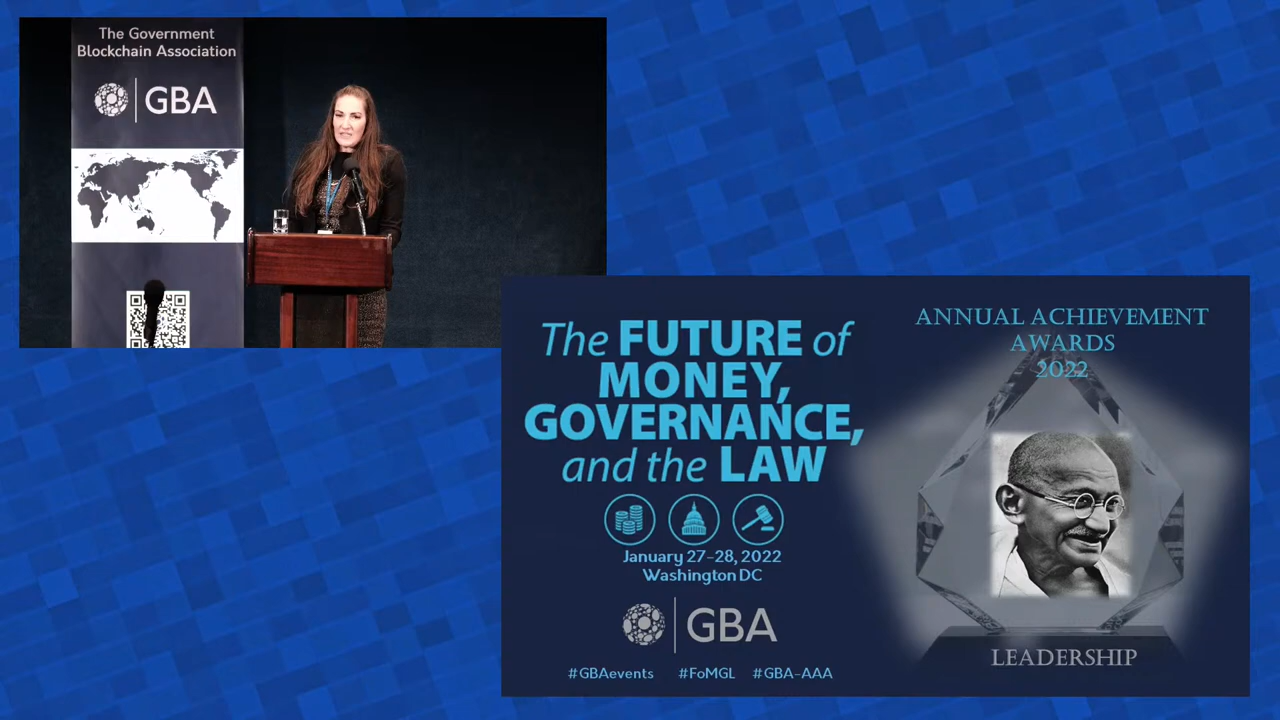 The Government
Blockchain Association
GBA
The FUTURE of
MONEY,
GOVERNANCE,
and the LAW
January 27-28, 2022
Washington DC
GBA
#GBAevents #FoMGL #GBA-AAA
ANNUAL ACHIEVEMENT
AWARDS
2022
LEADERSHIP